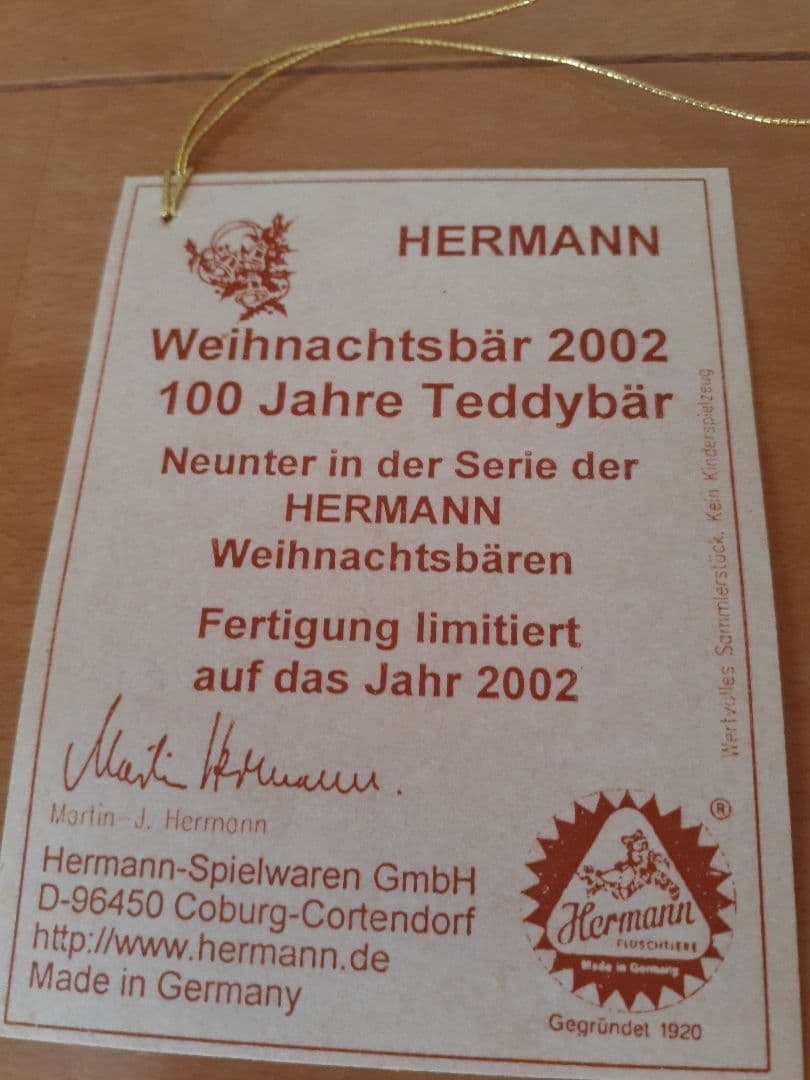 HERMANN
Weihnachtsbär 2002
100 Jahre Teddybär
Neunter in der Serie der
HERMANN
Weihnachtsbären
Fertigung limitiert
auf das Jahr 2002
Martin Hermann.
Martin-J. Hermann
Hermann-Spielwaren GmbH
D-96450 Coburg-Cortendorf
http://www.hermann.de
Made in Germany
Wertvolles Sammlerstück. Kein Kinderspielzeug
®
Hermann
PLÜSCHTIERE
Made in Germany
Gegründet 1920